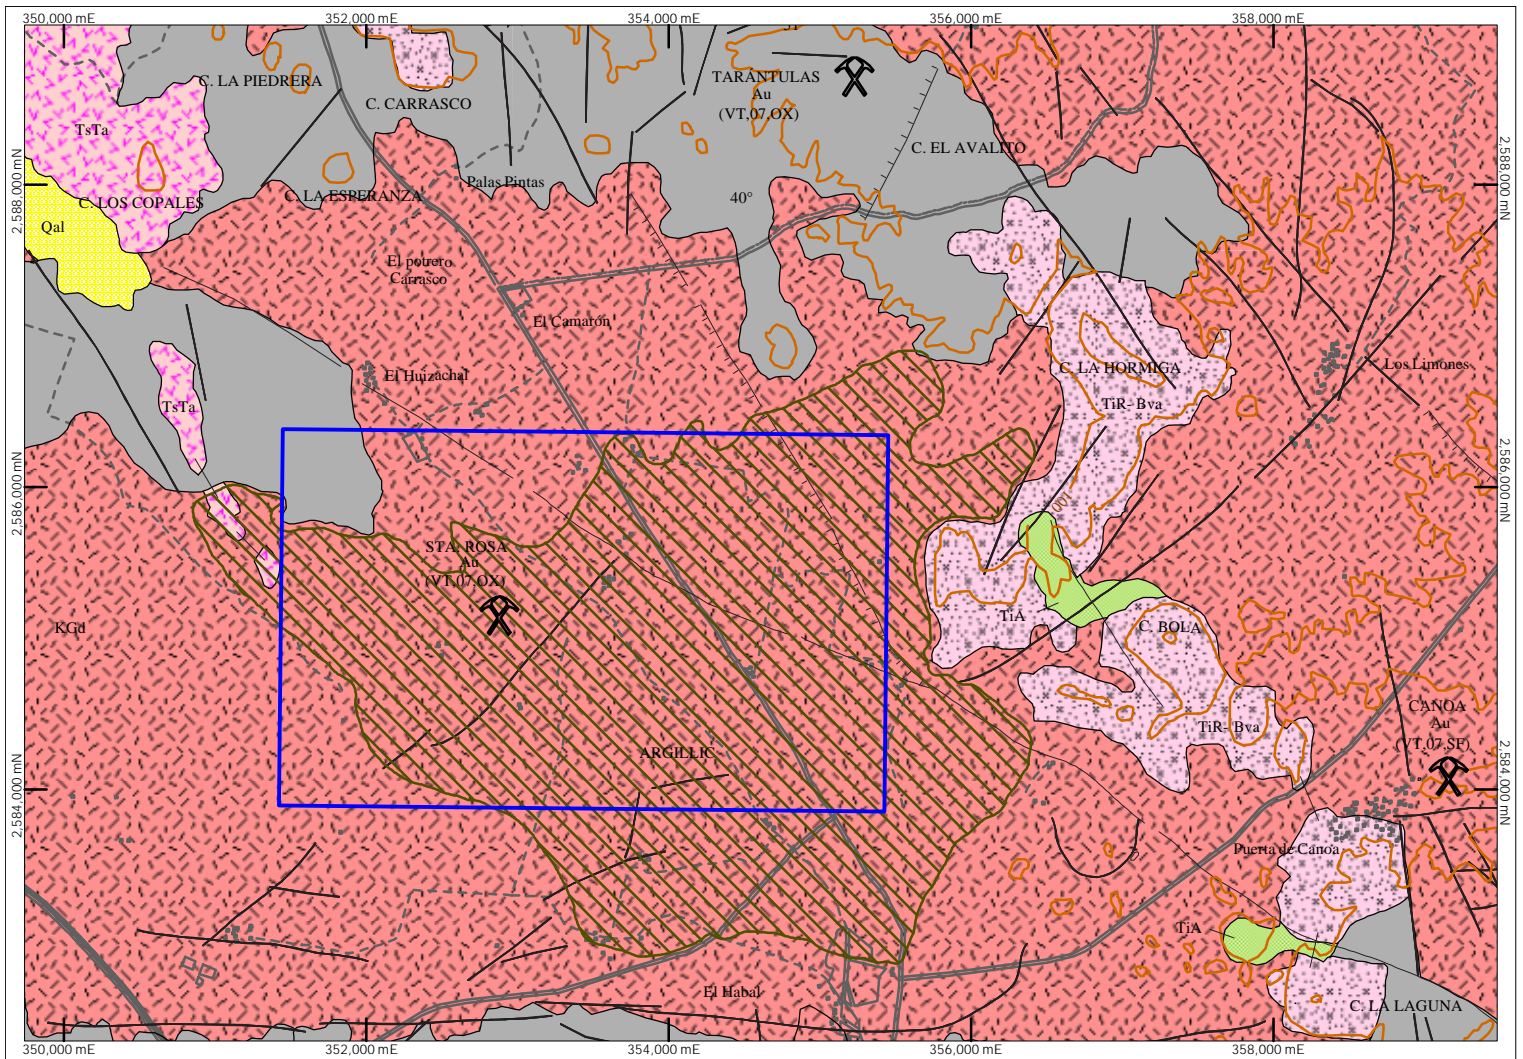 350,000 mE
352,000 mE
354,000 mE
356,000 mE
358,000 mE
2,588,000 mN
2,588,000 mN
2,586,000 mN
2,586,000 mN
2,584,000 mN
2,584,000 mN
C. LA PIEDRERA
C. CARRASCO
TARANTULAS
Au
(VT,07,OX)
TsTa
C. EL AVALITO
Palas Pintas
C. LA ESPERANZA
C. LOS COPALES
40°
Qal
El potrero
Carrasco
El Camarón
El Huizachal
C. LA HORMIGA
Los Limones
TiR- Bva
TsTa
001
STA. ROSA
Au
(VT,07,OX)
TiA
C. BOLA
KGd
CANOA
Au
(VT,07,SF)
TiR- Bva
ARGILLIC
Puerta de Canoa
TiA
El Habal
C. LA LAGUNA
350,000 mE
352,000 mE
354,000 mE
356,000 mE
358,000 mE